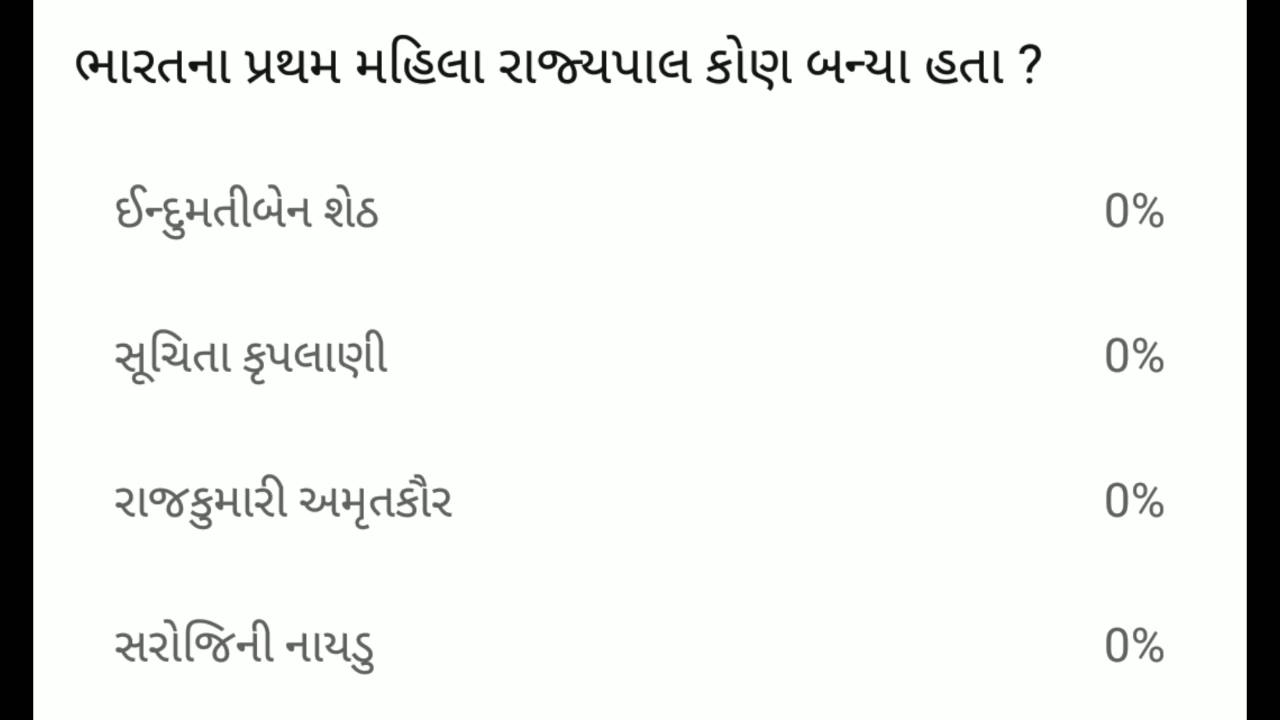 ભારતના પ્રથમ મહિલા રાજ્યપાલ કોણ બન્યા હતા ?
ઈન્દુમતીબેન શેઠ 0%
સૂચિતા કૃપલાણી 0%
રાજકુમારી અમૃતકૌર 0%
સરોજિની નાયડુ 0%